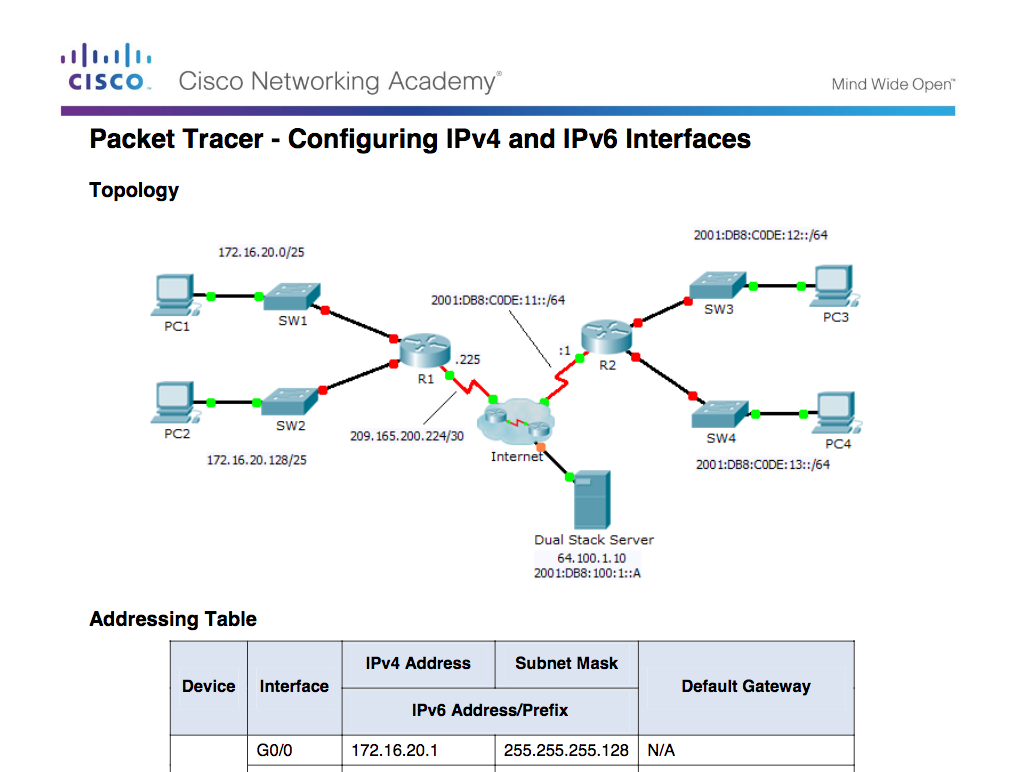 CISCO™ Cisco Networking Academy® Mind Wide Open™
Packet Tracer - Configuring IPv4 and IPv6 Interfaces
Topology
172.16.20.0/25
2001:DB8:C0DE:12::/64
2001:DB8:C0DE:11::/64
PC1
SW1
SW3
PC3
.225
:1
R1
R2
PC2
SW2
209.165.200.224/30
SW4
PC4
172.16.20.128/25
Internet
2001:DB8:C0DE:13::/64
Dual Stack Server
64.100.1.10
2001:DB8:100:1::A
Addressing Table
Device Interface IPv4 Address Subnet Mask Default Gateway
IPv6 Address/Prefix
G0/0 172.16.20.1 255.255.255.128 N/A